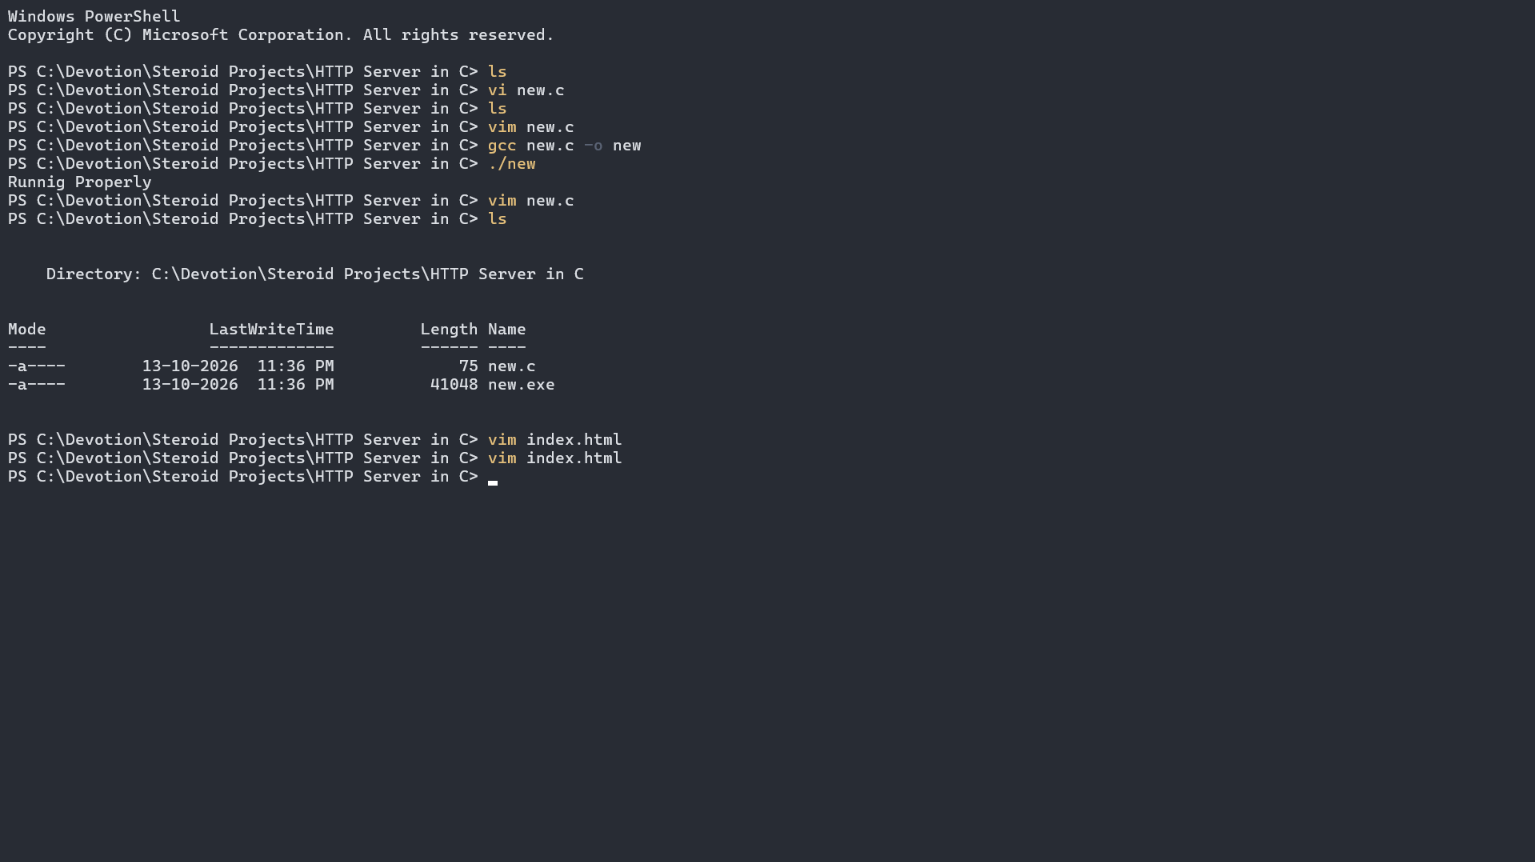 Windows PowerShell
Copyright (C) Microsoft Corporation. All rights reserved.
PS C:\Devotion\Steroid Projects\HTTP Server in C> ls
PS C:\Devotion\Steroid Projects\HTTP Server in C> vi new.c
PS C:\Devotion\Steroid Projects\HTTP Server in C> ls
PS C:\Devotion\Steroid Projects\HTTP Server in C> vim new.c
PS C:\Devotion\Steroid Projects\HTTP Server in C> gcc new.c -o new
PS C:\Devotion\Steroid Projects\HTTP Server in C> ./new
Runnig Properly
PS C:\Devotion\Steroid Projects\HTTP Server in C> vim new.c
PS C:\Devotion\Steroid Projects\HTTP Server in C> ls
    Directory: C:\Devotion\Steroid Projects\HTTP Server in C
Mode                 LastWriteTime         Length Name
----                 -------------         ------ ----
-a----        13-10-2026  11:36 PM             75 new.c
-a----        13-10-2026  11:36 PM          41048 new.exe
PS C:\Devotion\Steroid Projects\HTTP Server in C> vim index.html
PS C:\Devotion\Steroid Projects\HTTP Server in C> vim index.html
PS C:\Devotion\Steroid Projects\HTTP Server in C>